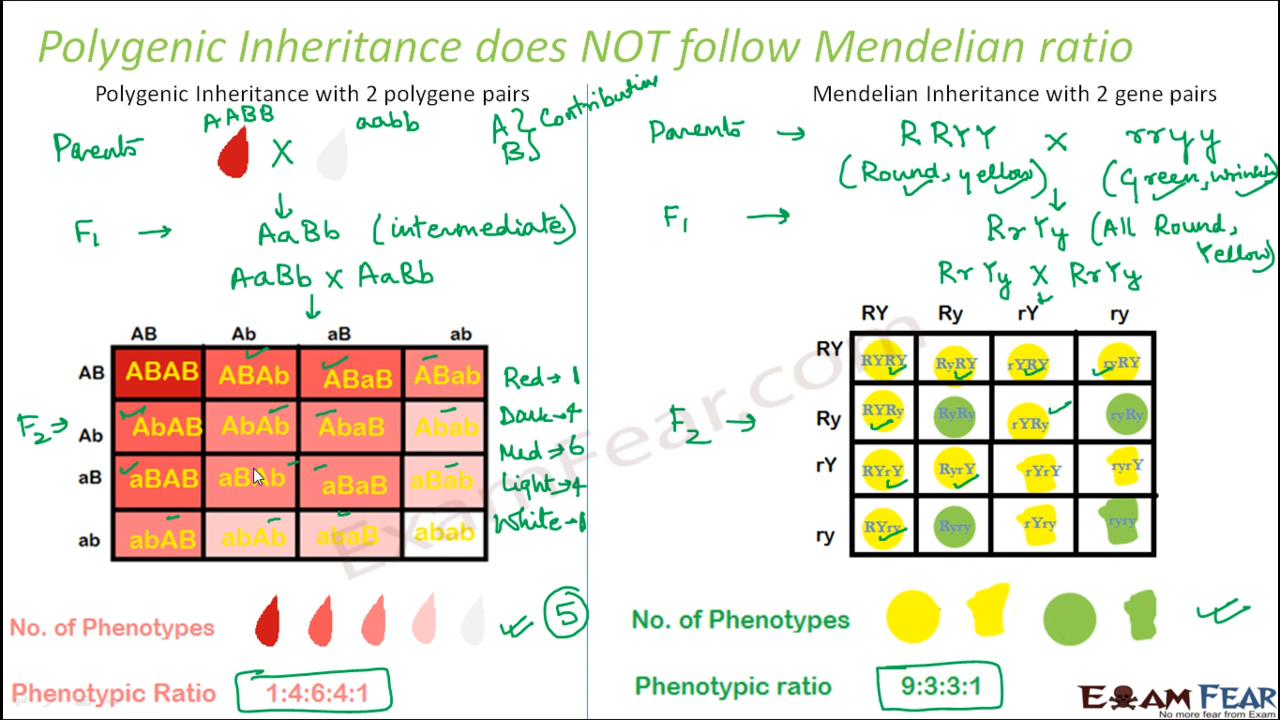 Polygenic Inheritance does NOT follow Mendelian ratio
Polygenic Inheritance with 2 polygene pairs
AABB
aabb
A
B
Contribution
Parents
X
F1 → AaBb (intermediate)
AaBb x AaBb
AB Ab aB ab
AB ABAB ABAb ABaB ABab
Ab AbAB AbAb AbaB Abab
aB aBAB aBAb aBaB aBab
ab abAB abAb abaB abab
F2 →
Red → 1
Dark → 4
Med → 6
Light → 4
White → 1
No. of Phenotypes
5
Phenotypic Ratio 1:4:6:4:1
Mendelian Inheritance with 2 gene pairs
Parents → RRYY x rryy
(Round, yellow) (Green, wrinkled)
F1 → RrYy (All Round,
Yellow)
RrYy X RrYy
RY Ry rY ry
RY RYRY RyRY rYRY ryRY
Ry RYRy RyRy rYRy ryRy
rY RYrY RyrY rYrY ryrY
ry RYry Ryry rYry ryry
F2 →
No. of Phenotypes
Phenotypic ratio 9:3:3:1
ExamFear.com
EXAM FEAR
No more fear from Exam